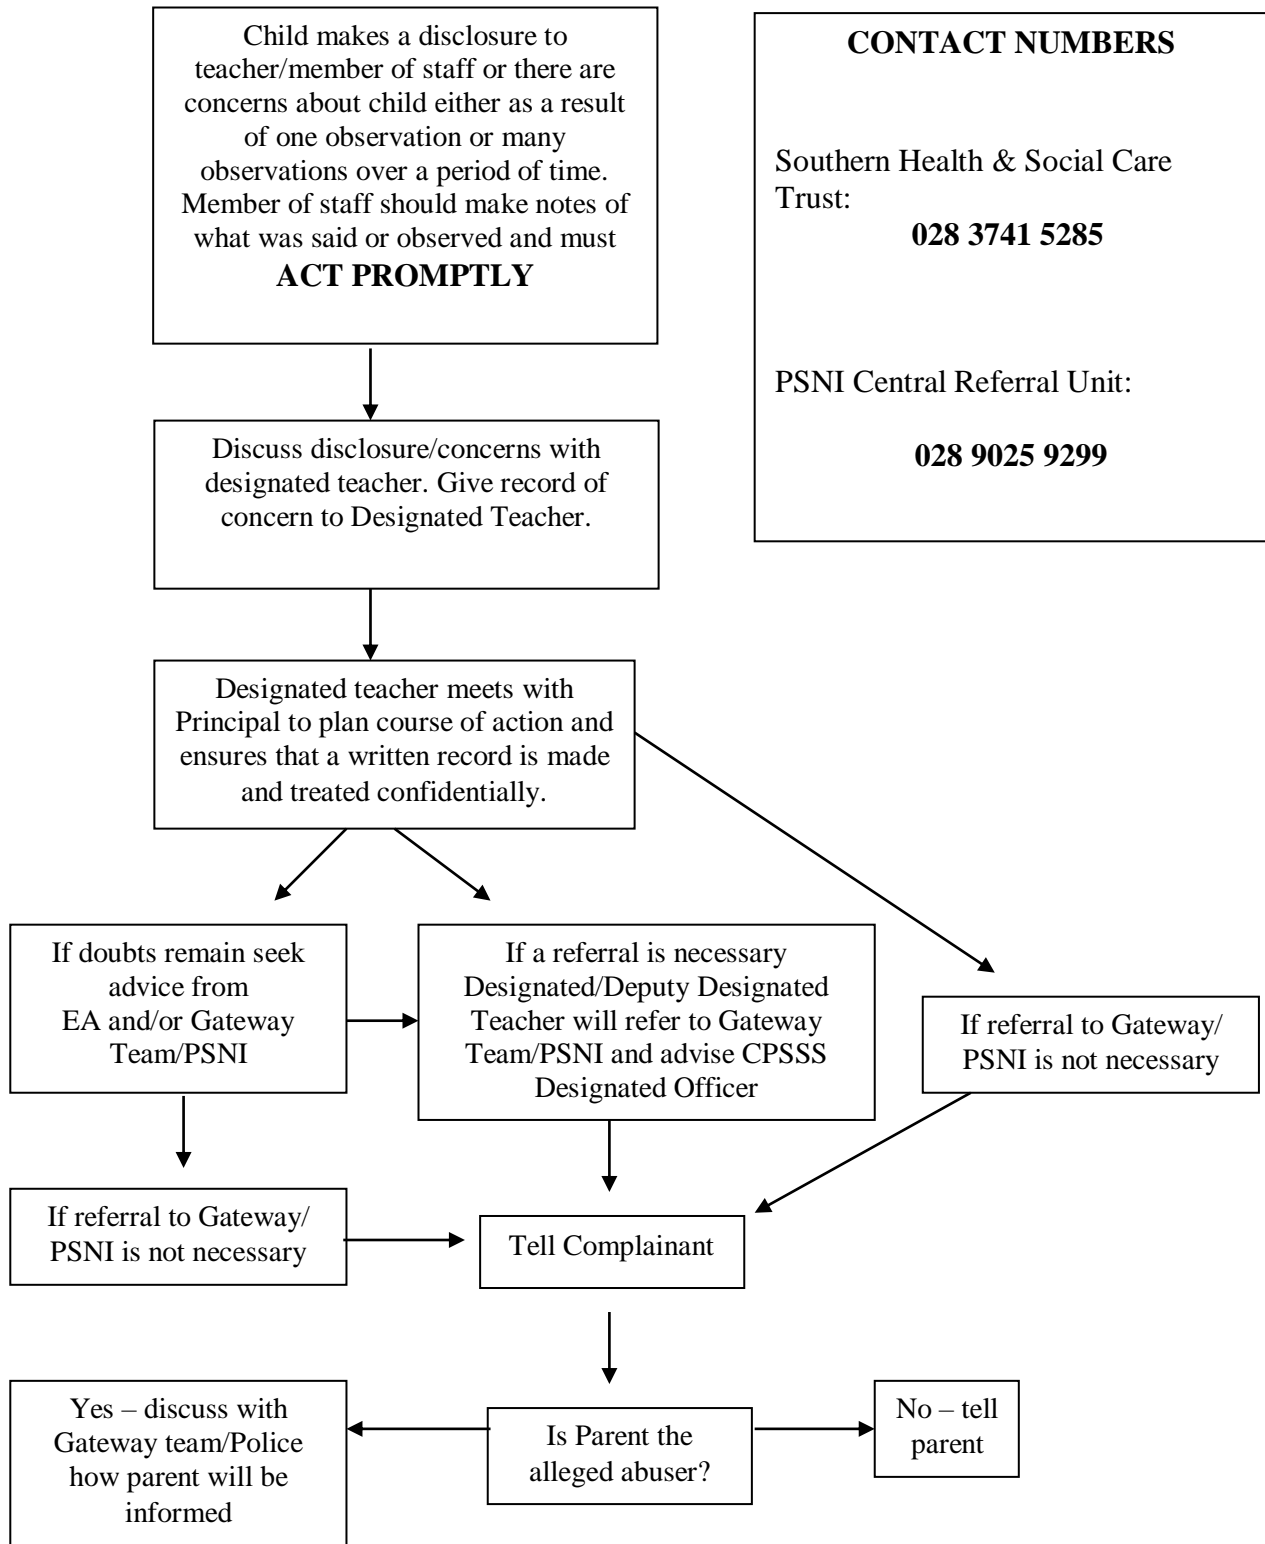 Child makes a disclosure to
teacher/member of staff or there are
concerns about child either as a result
of one observation or many
observations over a period of time.
Member of staff should make notes of
what was said or observed and must
ACT PROMPTLY
CONTACT NUMBERS
Southern Health & Social Care
Trust:
028 3741 5285
PSNI Central Referral Unit:
028 9025 9299
Discuss disclosure/concerns with
designated teacher. Give record of
concern to Designated Teacher.
Designated teacher meets with
Principal to plan course of action and
ensures that a written record is made
and treated confidentially.
If doubts remain seek
advice from
EA and/or Gateway
Team/PSNI
If a referral is necessary
Designated/Deputy Designated
Teacher will refer to Gateway
Team/PSNI and advise CPSSS
Designated Officer
If referral to Gateway/
PSNI is not necessary
If referral to Gateway/
PSNI is not necessary
Tell Complainant
Yes – discuss with
Gateway team/Police
how parent will be
informed
Is Parent the
alleged abuser?
No – tell
parent